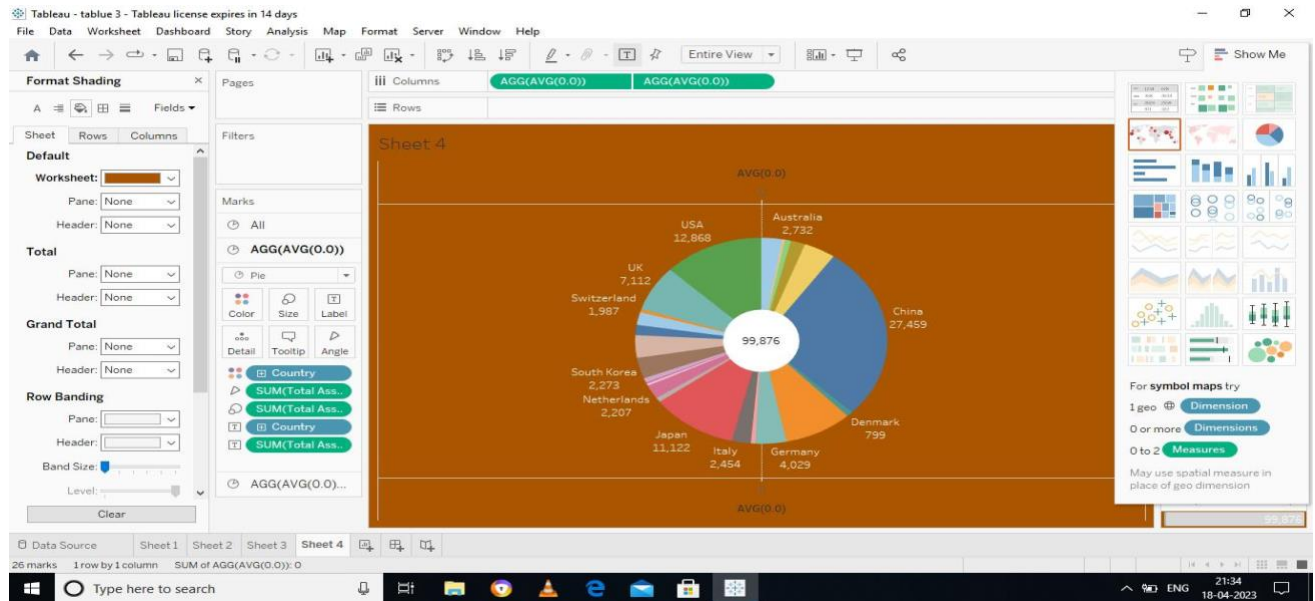 Tableau - tablue 3 - Tableau license expires in 14 days
File Data Worksheet Dashboard Story Analysis Map Format Server Window Help
Entire View
Show Me
Format Shading
Fields
Sheet Rows Columns
Default
Worksheet:
Pane: None
Header: None
Total
Pane: None
Header: None
Grand Total
Pane: None
Header: None
Row Banding
Pane:
Header:
Band Size:
Level:
Clear
Pages
Filters
Marks
All
AGG(AVG(0.0))
Pie
Color Size Label
Detail Tooltip Angle
Country
SUM(Total Ass..
SUM(Total Ass..
Country
SUM(Total Ass..
AGG(AVG(0.0)...
iii Columns AGG(AVG(0.0)) AGG(AVG(0.0))
Rows
Sheet 4
AVG(0.0)
USA
12,868
Australia
2,732
UK
7,112
Switzerland
1,987
China
27,459
99,876
South Korea
2,273
Netherlands
2,207
Denmark
799
Japan
11,122
Italy
2,454
Germany
4,029
AVG(0.0)
For symbol maps try
1 geo Dimension
0 or more Dimensions
0 to 2 Measures
May use spatial measure in
place of geo dimension
99,876
Data Source Sheet 1 Sheet 2 Sheet 3 Sheet 4
26 marks 1 row by 1 column SUM of AGG(AVG(0.0)): 0
Type here to search
ENG
21:34
18-04-2023